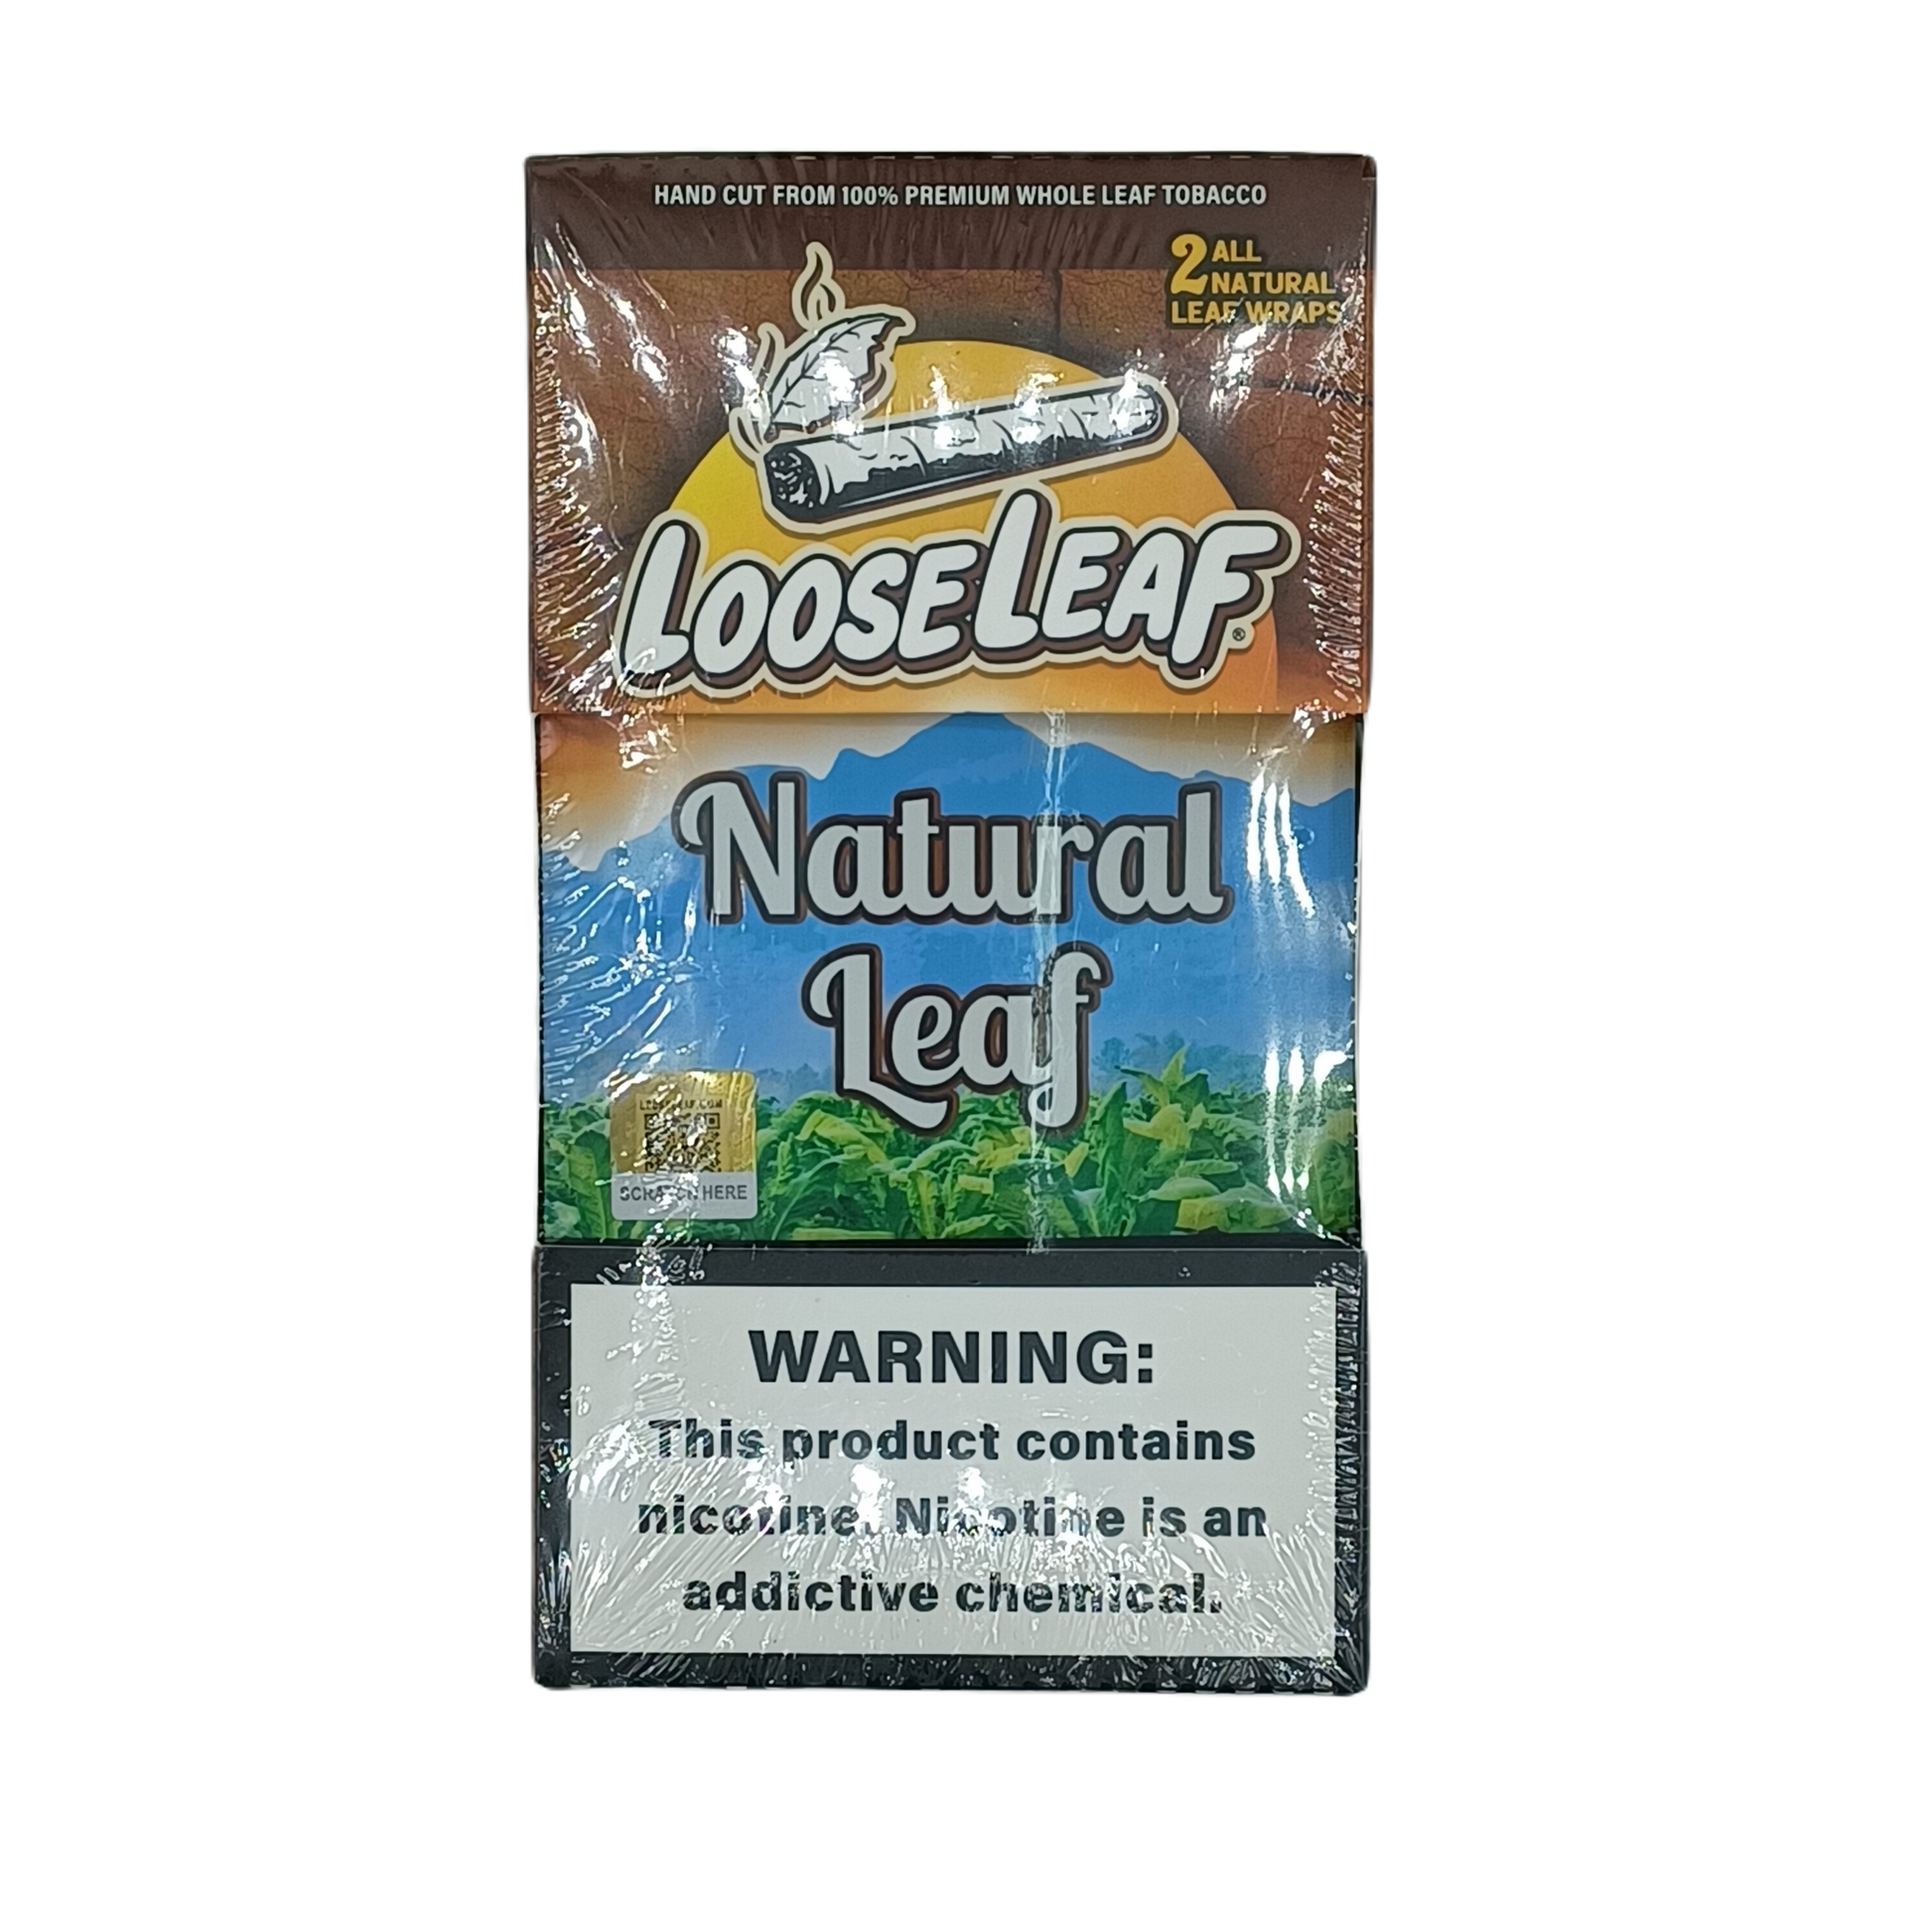 HAND CUT FROM 100% PREMIUM WHOLE LEAF TOBACCO
2 ALL
NATURAL
LEAF WRAPS
LOOSELEAF®
Natural
Leaf
SCRATCH HERE
WARNING:
This product contains
nicotine. Nicotine is an
addictive chemical.